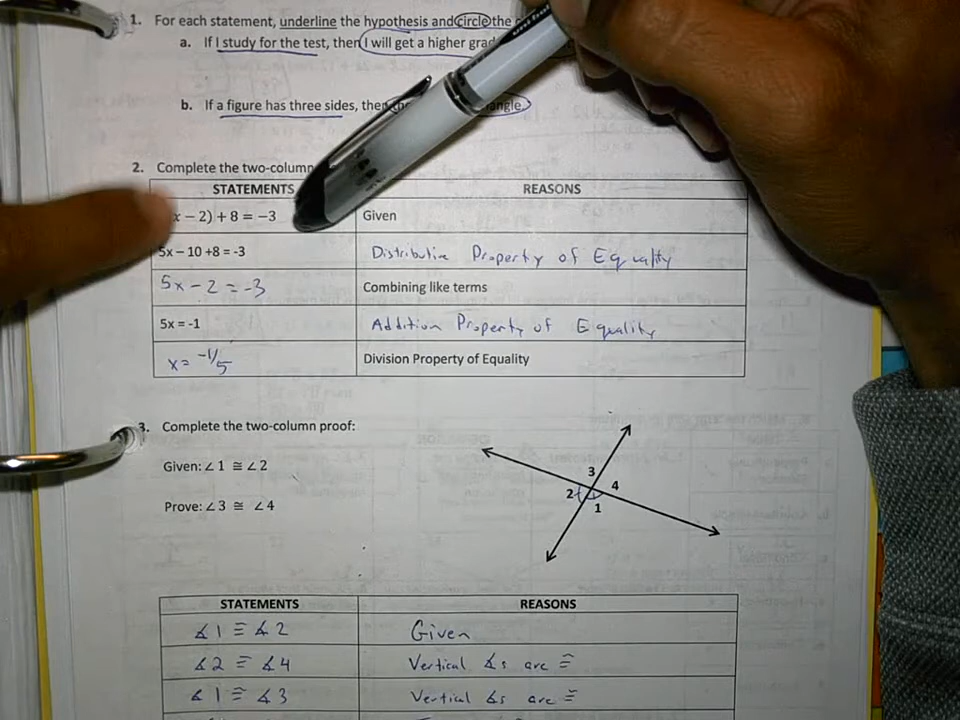 1. For each statement, underline the hypothesis and circle the
a. If I study for the test, then I will get a higher
b. If a figure has three sides, then
2. Complete the two-column
STATEMENTS REASONS
x – 2) + 8 = –3 Given
5x – 10 +8 = -3 Distributive Property of Equality
5x - 2 = -3 Combining like terms
5x = -1 Addition Property of Equality
x = -1/5 Division Property of Equality
3. Complete the two-column proof:
Given: ∠1 ≅ ∠2
Prove: ∠3 ≅ ∠4
3
4
2
1
STATEMENTS REASONS
∡1 ≅ ∡2 Given
∡2 ≅ ∡4 Vertical ∡s are ≅
∡1 ≅ ∡3 Vertical ∡s are ≅